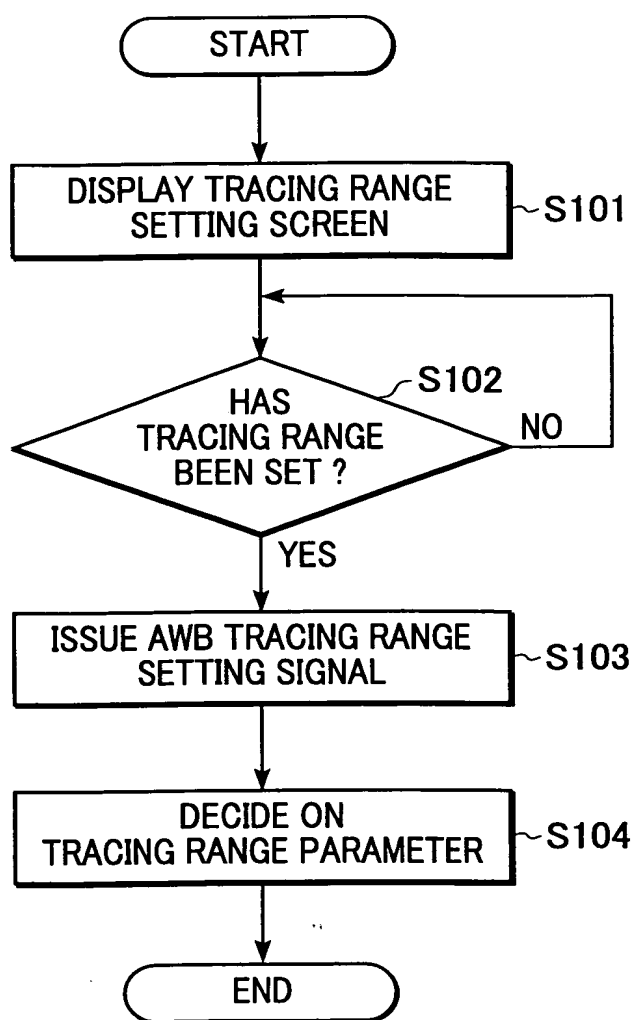 START
DISPLAY TRACING RANGE
SETTING SCREEN
S101
S102
HAS
TRACING RANGE
BEEN SET ?
NO
YES
ISSUE AWB TRACING RANGE
SETTING SIGNAL
S103
DECIDE ON
TRACING RANGE PARAMETER
S104
END